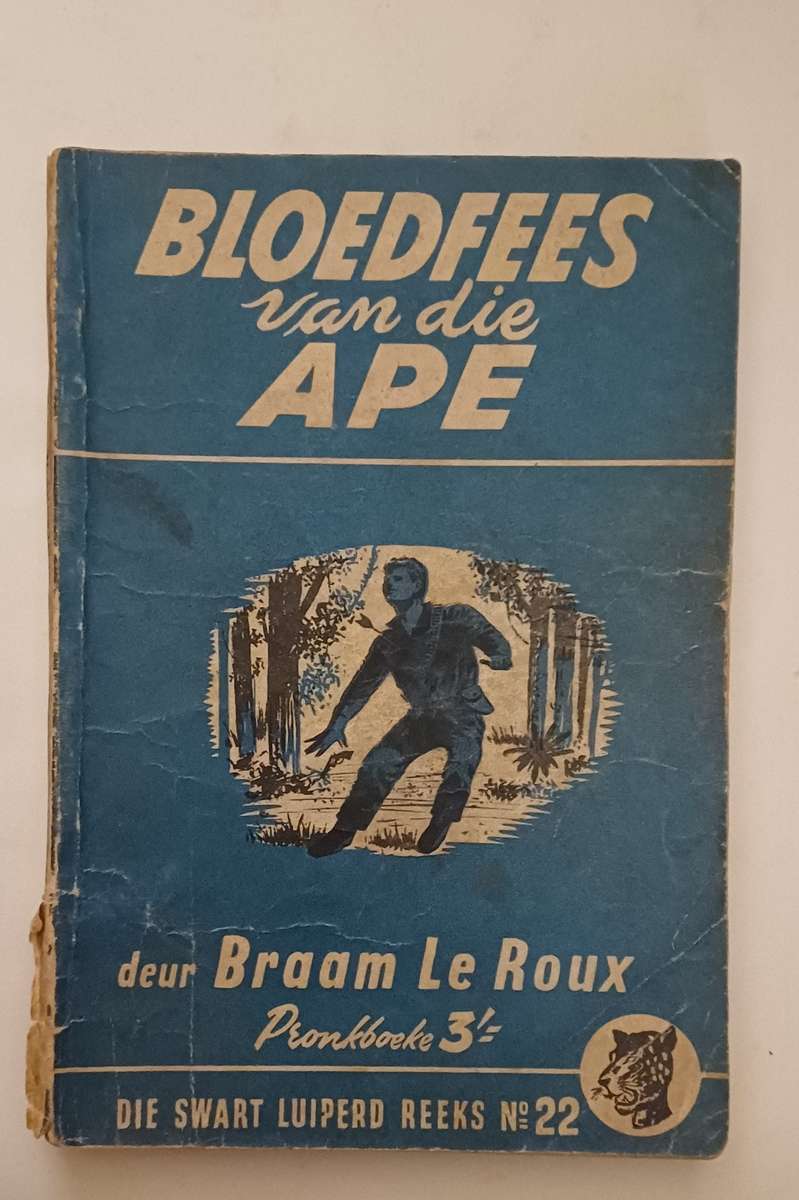 BLOEDFEES
van die
APE
deur Braam Le Roux
Pronkboeke 3/=
DIE SWART LUIPERD REEKS No 22